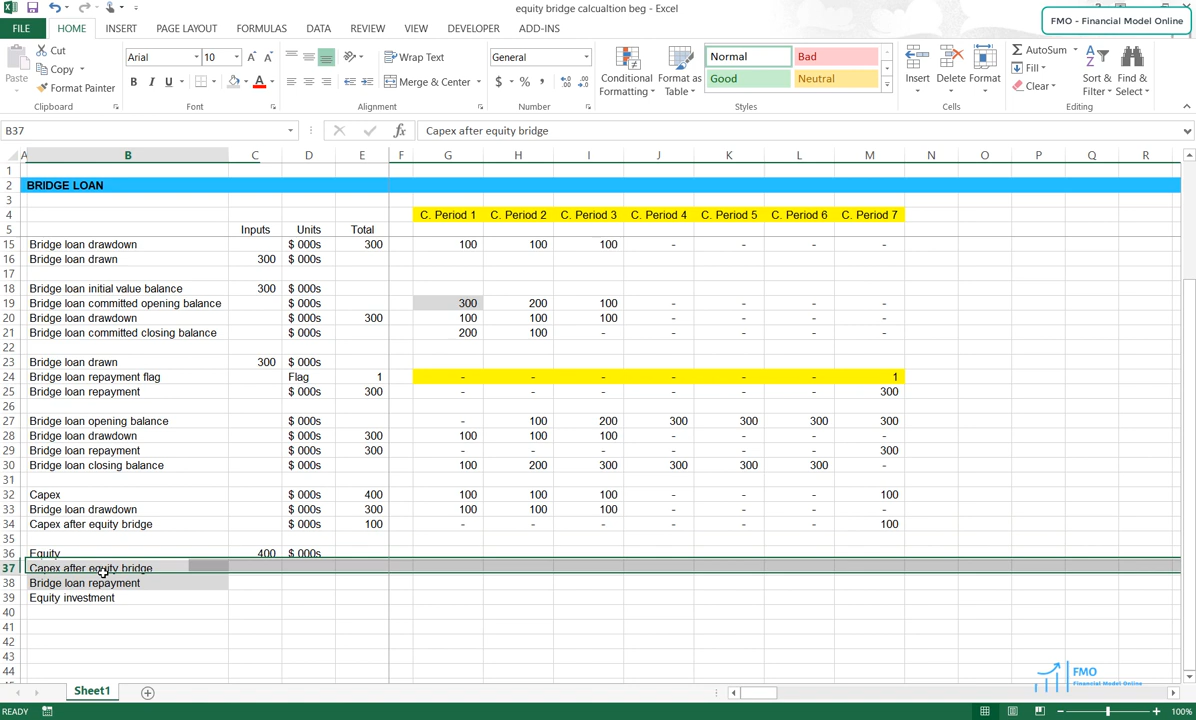 equity bridge calcualtion beg - Excel
FMO - Financial Model Online
FILE HOME INSERT PAGE LAYOUT FORMULAS DATA REVIEW VIEW DEVELOPER ADD-INS
Paste Cut Copy Format Painter
Arial 10
B I U A
Wrap Text
Merge & Center
General
$ % ,
Conditional Formatting Format as Table
Normal Bad
Good Neutral
Insert Delete Format
AutoSum Fill Clear
Sort & Filter Find & Select
Clipboard Font Alignment Number Styles Cells Editing
B37 fx Capex after equity bridge
A B C D E F G H I J K L M N O P Q R
1
2 BRIDGE LOAN
3
4 C. Period 1 C. Period 2 C. Period 3 C. Period 4 C. Period 5 C. Period 6 C. Period 7
5 Inputs Units Total
15 Bridge loan drawdown $ 000s 300 100 100 100 - - - -
16 Bridge loan drawn 300 $ 000s
17
18 Bridge loan initial value balance 300 $ 000s
19 Bridge loan committed opening balance $ 000s 300 200 100 - - - -
20 Bridge loan drawdown $ 000s 300 100 100 100 - - - -
21 Bridge loan committed closing balance $ 000s 200 100 - - - - -
22
23 Bridge loan drawn 300 $ 000s
24 Bridge loan repayment flag Flag 1 - - - - - - 1
25 Bridge loan repayment $ 000s 300 - - - - - - 300
26
27 Bridge loan opening balance $ 000s - 100 200 300 300 300 300
28 Bridge loan drawdown $ 000s 300 100 100 100 - - - -
29 Bridge loan repayment $ 000s 300 - - - - - - 300
30 Bridge loan closing balance $ 000s 100 200 300 300 300 300 -
31
32 Capex $ 000s 400 100 100 100 - - - 100
33 Bridge loan drawdown $ 000s 300 100 100 100 - - - -
34 Capex after equity bridge $ 000s 100 - - - - - - 100
35
36 Equity 400 $ 000s
37 Capex after equity bridge
38 Bridge loan repayment
39 Equity investment
40
41
42
43
44
FMO
Financial Model Online
Sheet1
READY 100%